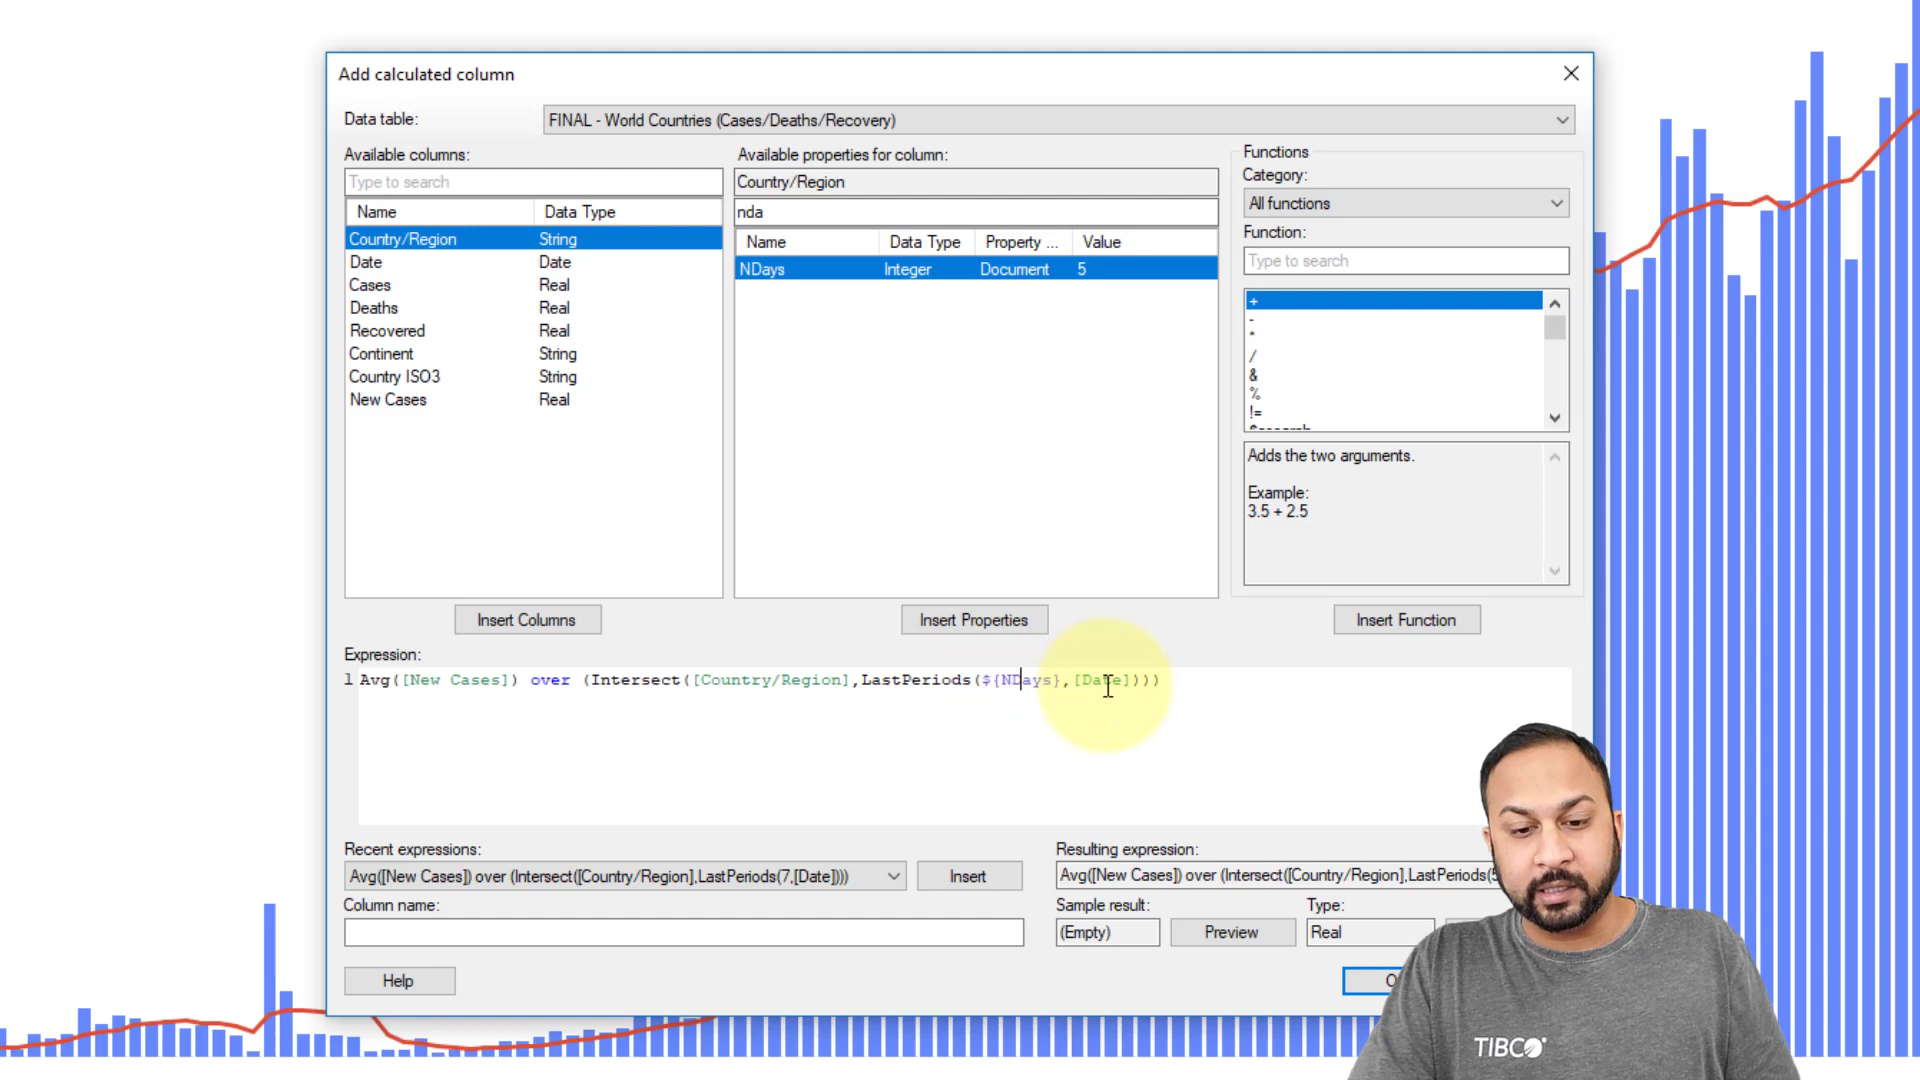 Add calculated column
Data table:
FINAL - World Countries (Cases/Deaths/Recovery)
Available columns:
Type to search
Name Data Type
Country/Region String
Date Date
Cases Real
Deaths Real
Recovered Real
Continent String
Country ISO3 String
New Cases Real
Insert Columns
Available properties for column:
Country/Region
nda
Name Data Type Property ... Value
NDays Integer Document 5
Insert Properties
Functions
Category:
All functions
Function:
Type to search
+
-
*
/
&
%
!=
Adds the two arguments.
Example:
3.5 + 2.5
Insert Function
Expression:
1 Avg([New Cases]) over (Intersect([Country/Region],LastPeriods(${NDays},[Date])))
Recent expressions:
Avg([New Cases]) over (Intersect([Country/Region],LastPeriods(7,[Date])))
Insert
Column name:
Help
Resulting expression:
Avg([New Cases]) over (Intersect([Country/Region],LastPeriods(5
Sample result:
(Empty)
Preview
Type:
Real
TIBCO